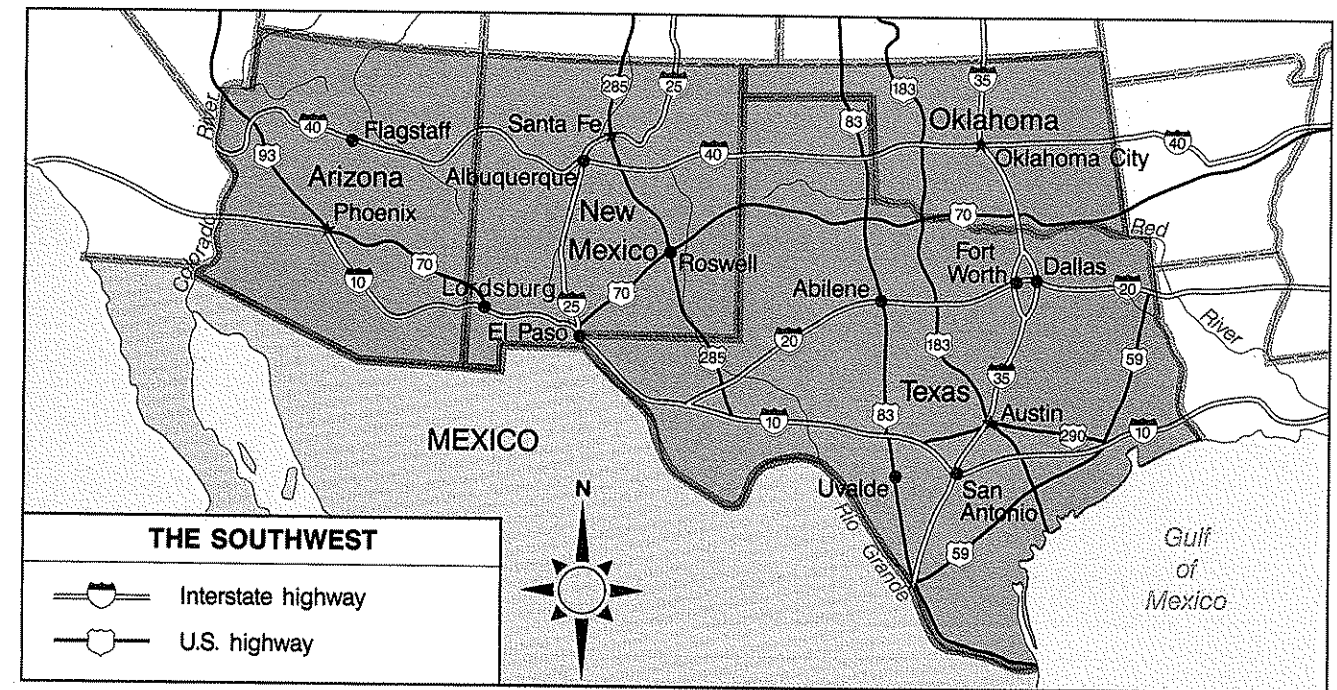 285
25
83
183
35
River
40
Flagstaff
Santa Fe
Oklahoma
93
40
Oklahoma City
40
Arizona
Albuquerque
Phoenix
New
Mexico
70
Red
Colorado
70
Roswell
Fort
Worth
Dallas
10
Lordsburg
25
70
Abilene
20
El Paso
20
River
285
183
59
35
Texas
83
Austin
MEXICO
10
290
10
N
Uvalde
San
Antonio
Rio Grande
59
Gulf
of
Mexico
THE SOUTHWEST
Interstate highway
U.S. highway